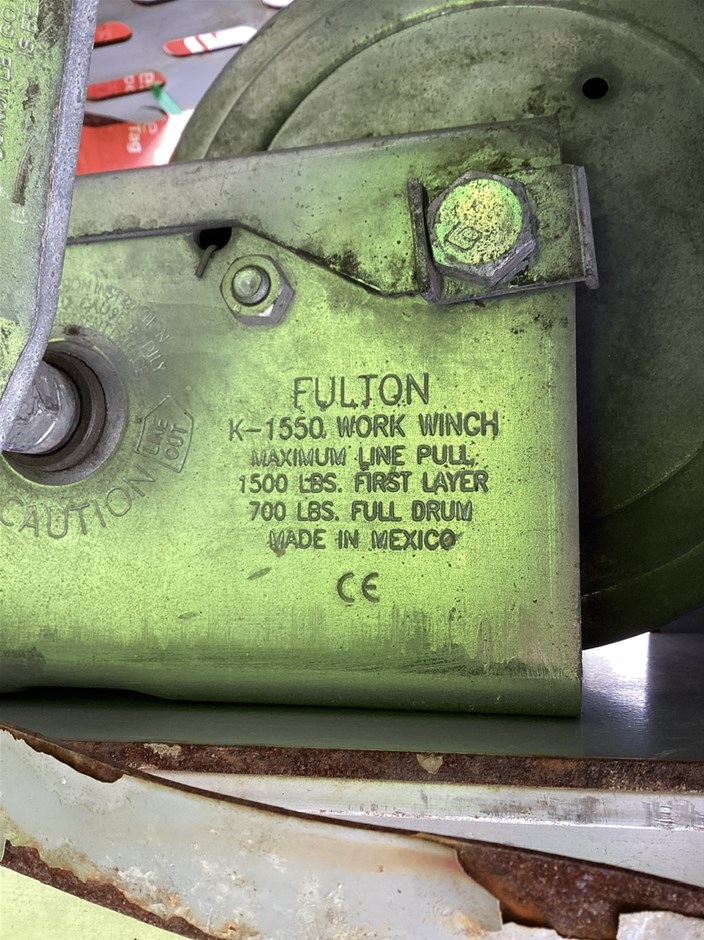 FULTON
K-1550 WORK WINCH
MAXIMUM LINE PULL
1500 LBS. FIRST LAYER
700 LBS. FULL DRUM
MADE IN MEXICO
CE
CAUTION
LINE
OUT
Tag